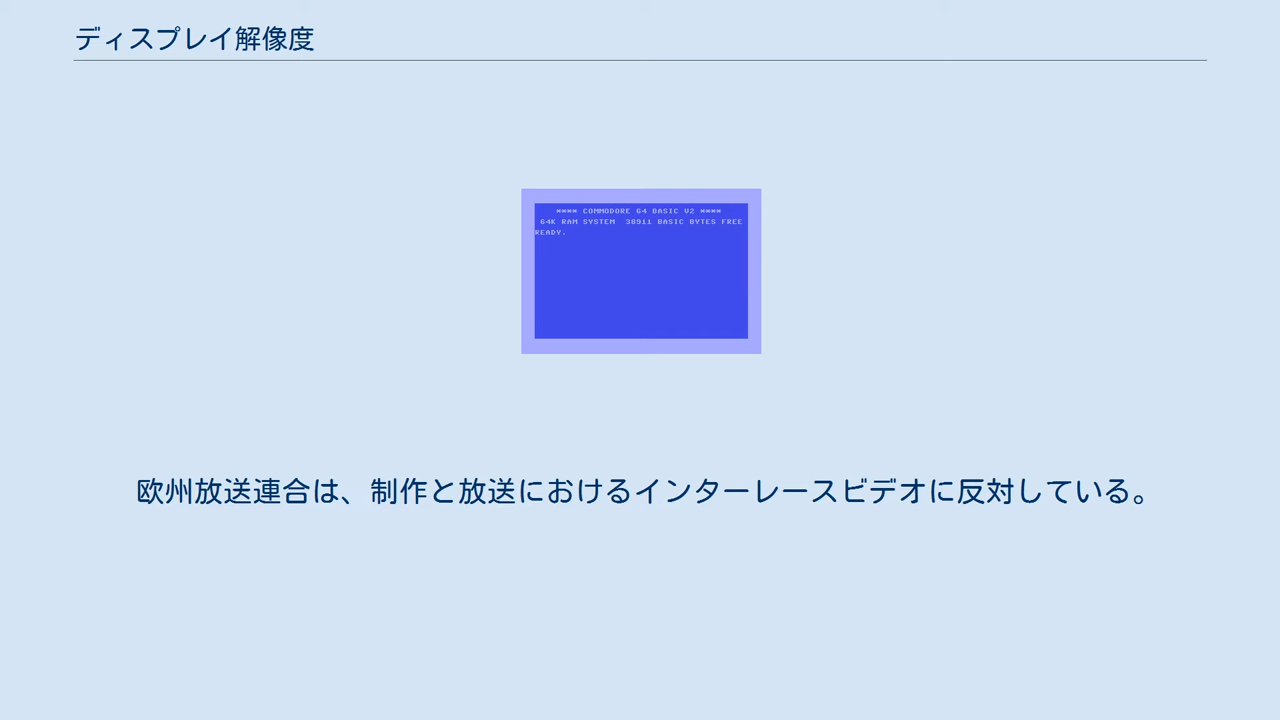 ディスプレイ解像度
**** COMMODORE 64 BASIC V2 ****
64K RAM SYSTEM 38911 BASIC BYTES FREE
READY.
欧州放送連合は、制作と放送におけるインターレースビデオに反対している。